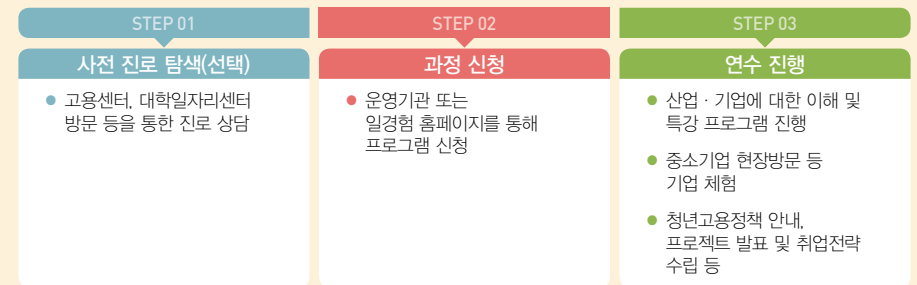 STEP 01
사전 진로 탐색(선택)
● 고용센터, 대학일자리센터
방문 등을 통한 진로 상담
STEP 02
과정 신청
● 운영기관 또는
일경험 홈페이지를 통해
프로그램 신청
STEP 03
연수 진행
● 산업 · 기업에 대한 이해 및
특강 프로그램 진행
● 중소기업 현장방문 등
기업 체험
● 청년고용정책 안내,
프로젝트 발표 및 취업전략
수립 등